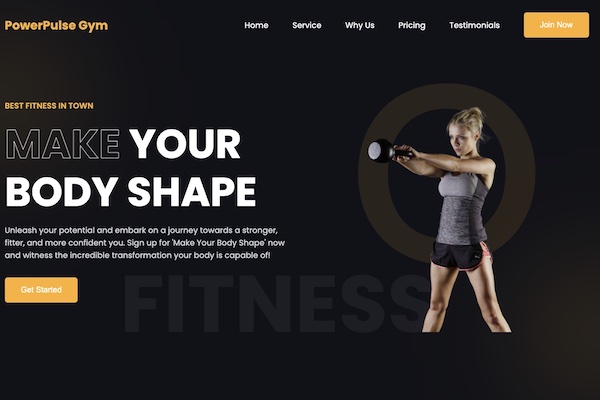 PowerPulse Gym
Home Service Why Us Pricing Testimonials Join Now
BEST FITNESS IN TOWN
MAKE YOUR
BODY SHAPE
Unleash your potential and embark on a journey towards a stronger,
fitter, and more confident you. Sign up for 'Make Your Body Shape' now
and witness the incredible transformation your body is capable of!
Get Started
FITNESS